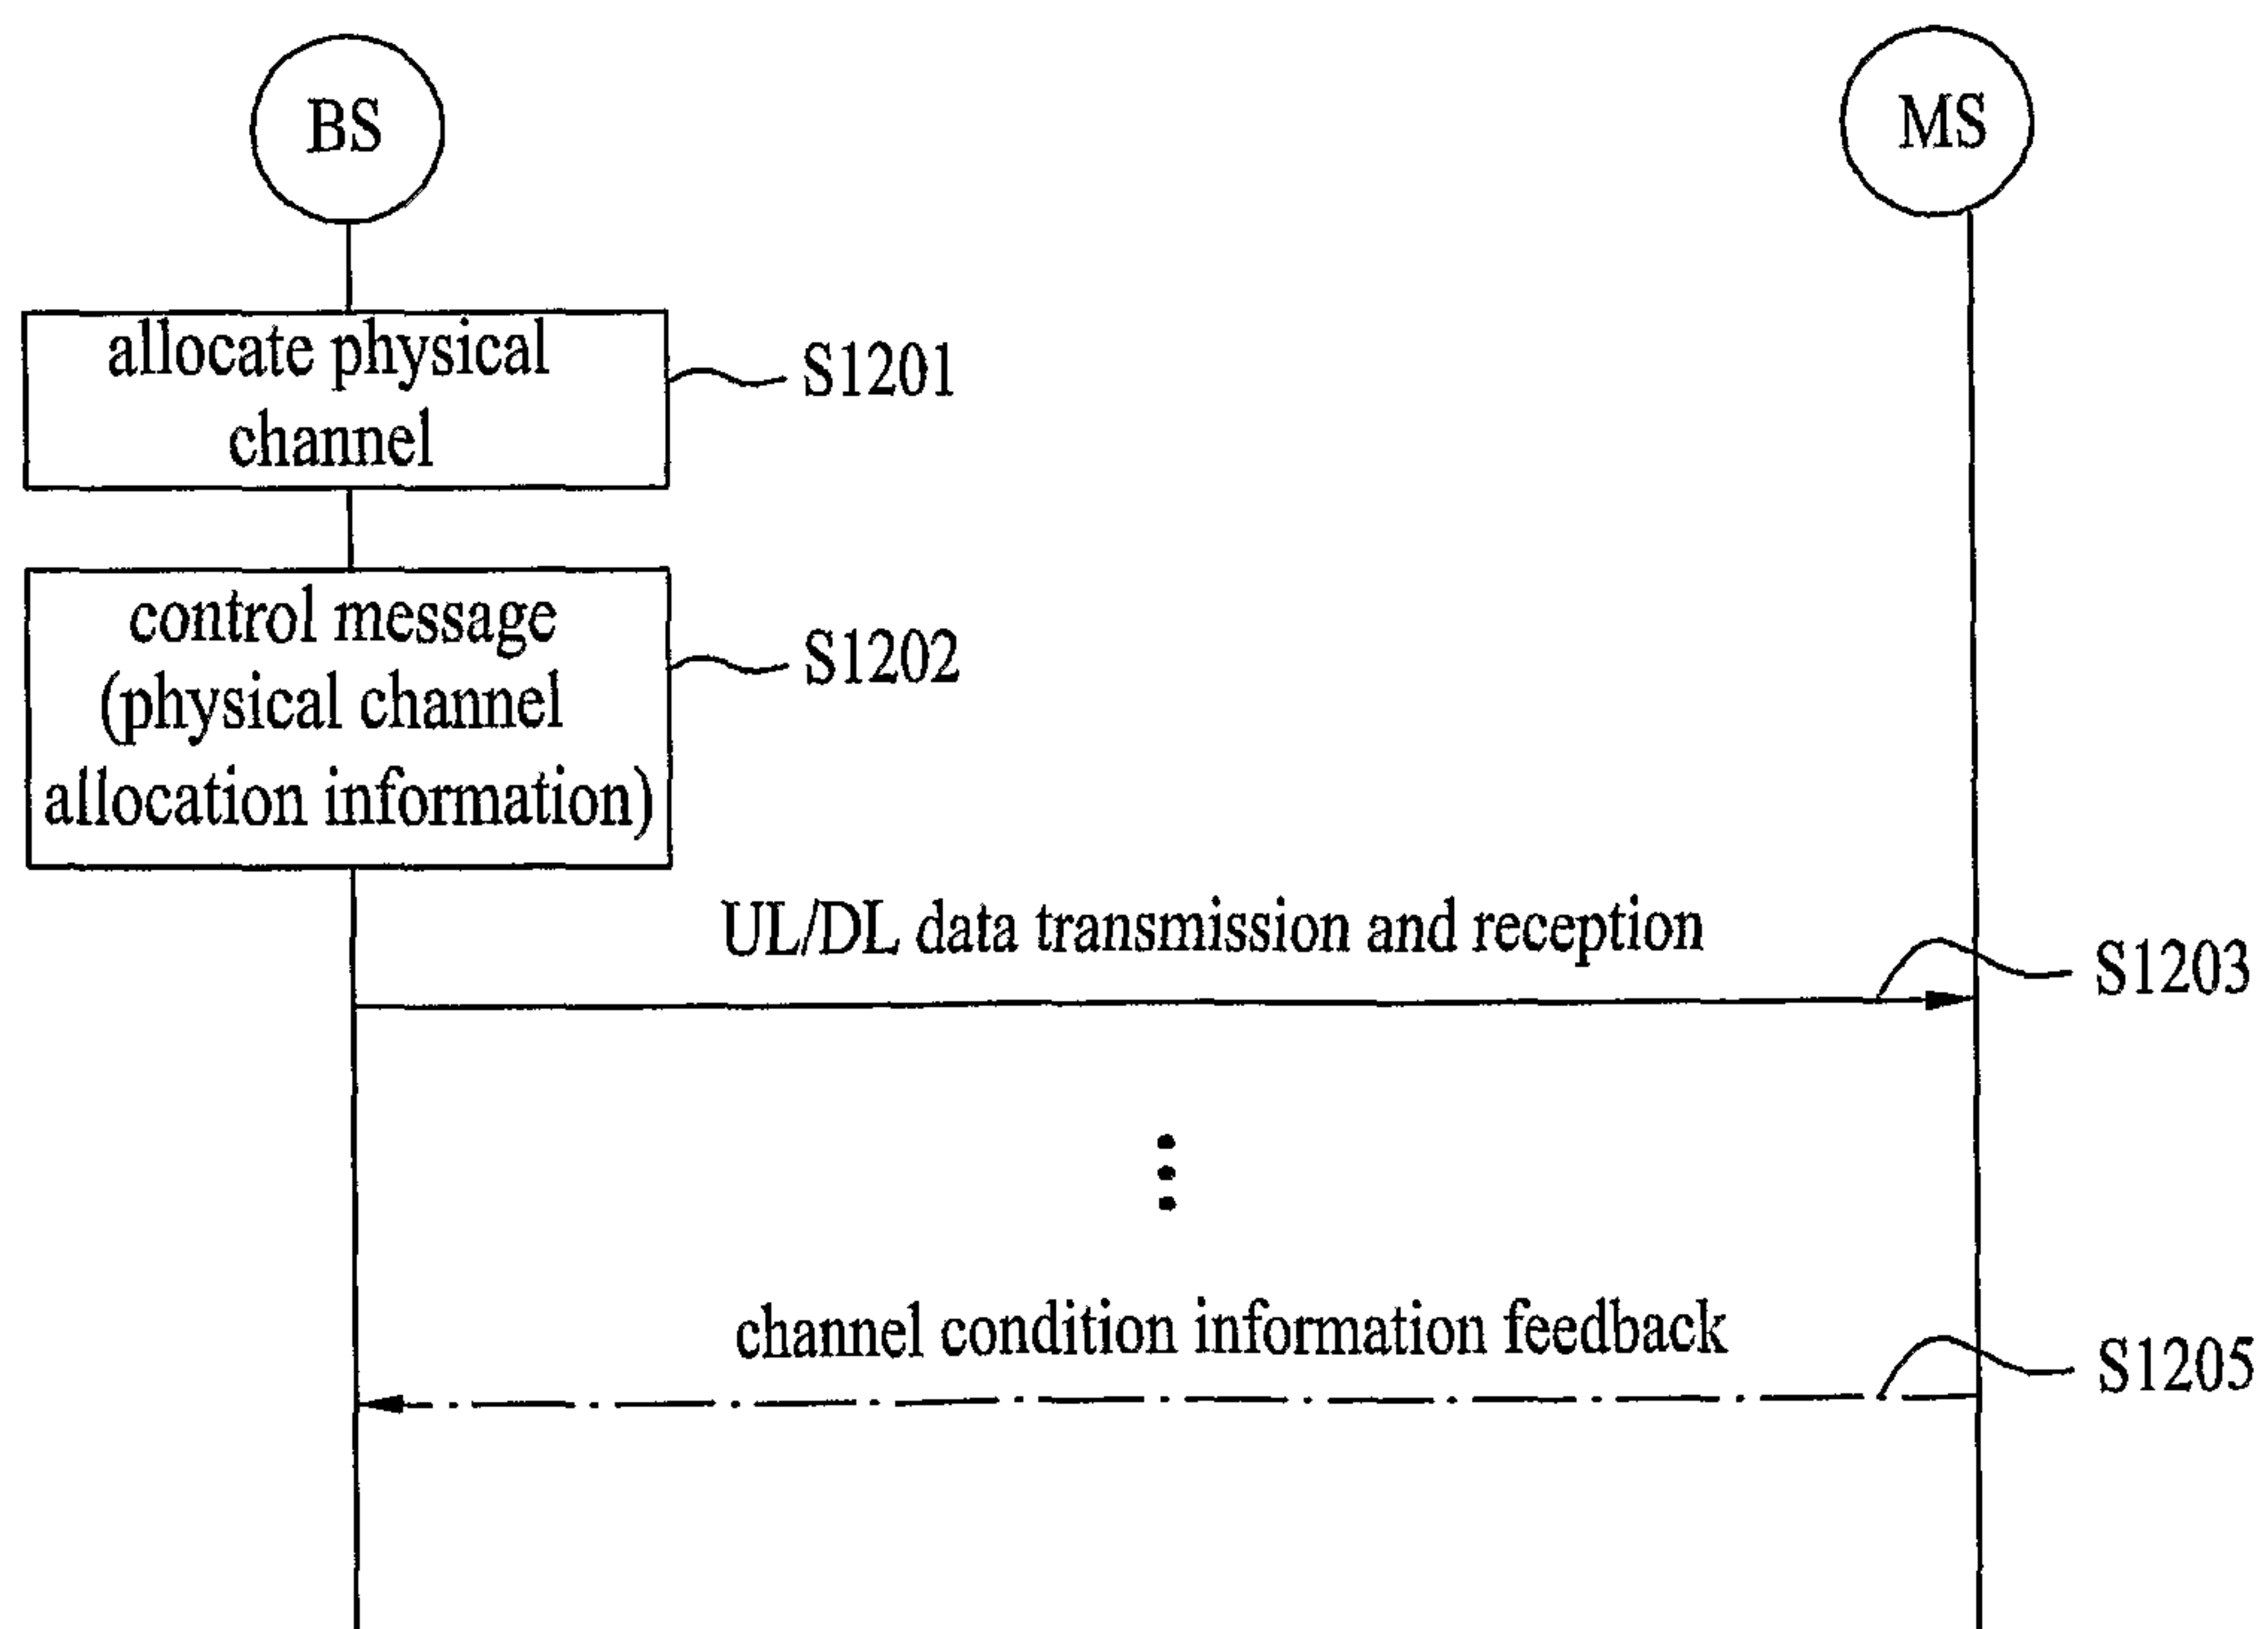 BS
MS
allocate physical
channel
S1201
control message
(physical channel
allocation information)
S1202
UL/DL data transmission and reception
S1203
channel condition information feedback
S1205